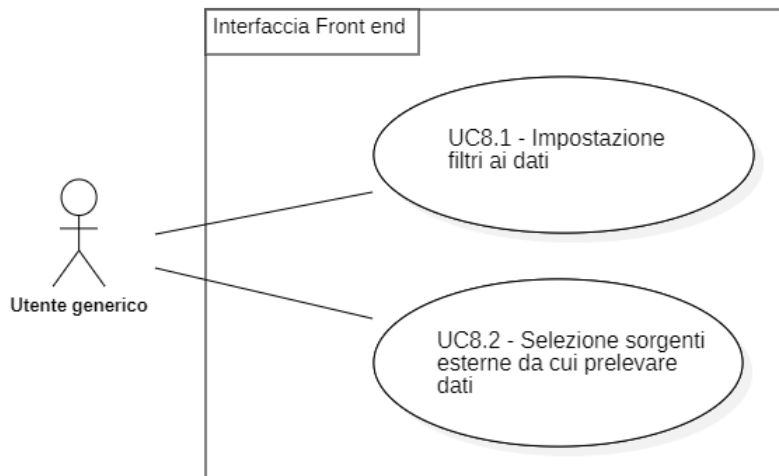 Interfaccia Front end
UC8.1 - Impostazione
filtri ai dati
Utente generico
UC8.2 - Selezione sorgenti
esterne da cui prelevare
dati